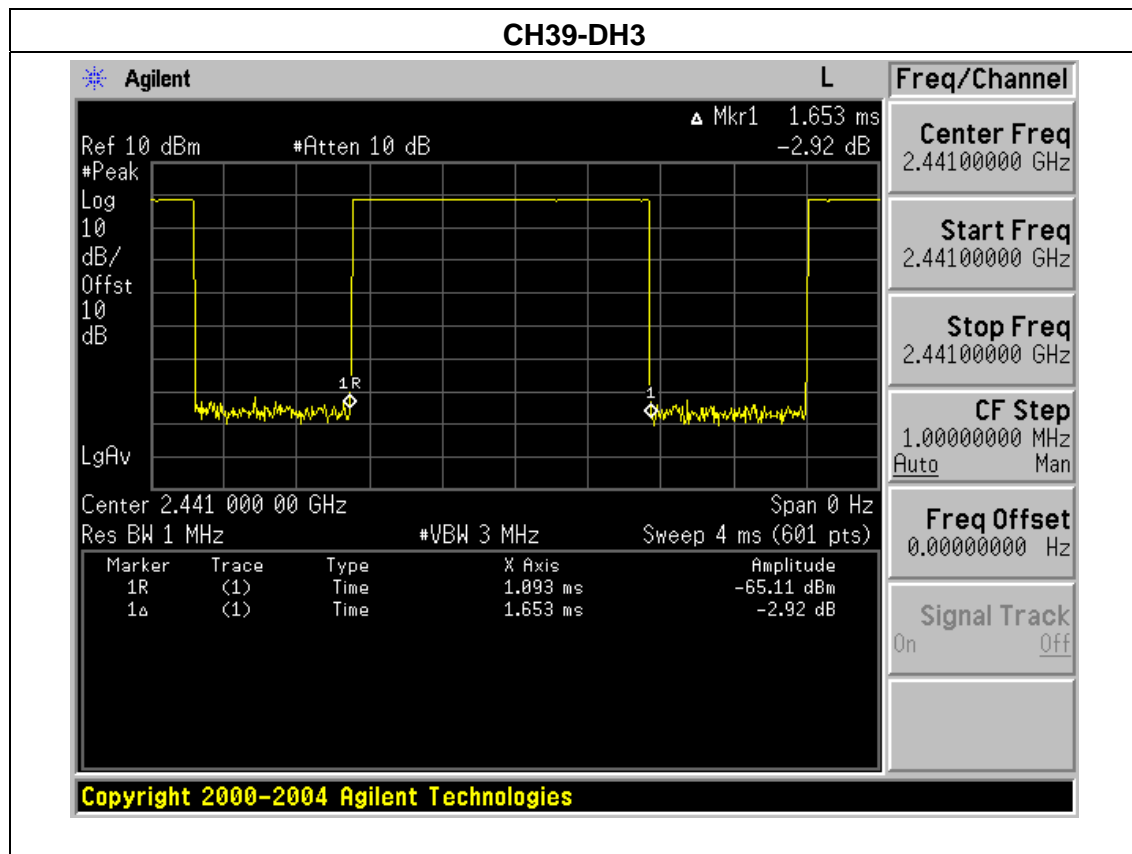 CH39-DH3
Agilent L Freq/Channel
Δ Mkr1 1.653 ms
Ref 10 dBm #Atten 10 dB -2.92 dB
#Peak
Log
10
dB/
Offst
10
dB
1R
1
LgAv
Center 2.441 000 00 GHz Span 0 Hz
Res BW 1 MHz #VBW 3 MHz Sweep 4 ms (601 pts)
Marker Trace Type X Axis Amplitude
1R (1) Time 1.093 ms -65.11 dBm
1Δ (1) Time 1.653 ms -2.92 dB
Center Freq
2.44100000 GHz
Start Freq
2.44100000 GHz
Stop Freq
2.44100000 GHz
CF Step
1.00000000 MHz
Auto Man
Freq Offset
0.00000000 Hz
Signal Track
On Off
Copyright 2000-2004 Agilent Technologies